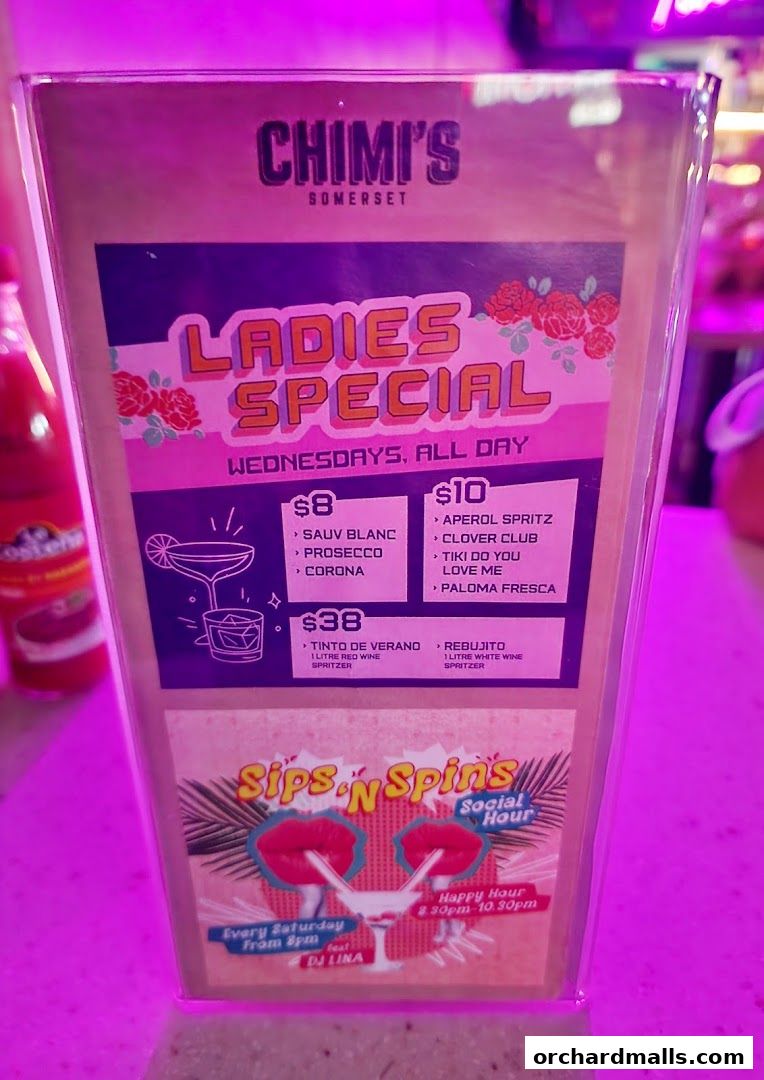 CHIMI'S
SOMERSET
LADIES
SPECIAL
WEDNESDAYS, ALL DAY
$8
› SAUV BLANC
› PROSECCO
› CORONA
$10
› APEROL SPRITZ
› CLOVER CLUB
› TIKI DO YOU
LOVE ME
› PALOMA FRESCA
$38
› TINTO DE VERANO
1 LITRE RED WINE
SPRITZER
› REBUJITO
1 LITRE WHITE WINE
SPRITZER
Sips 'N Spins
Social
Hour
Happy Hour
8.30pm-10.30pm
Every Saturday
From 8pm
feat
DJ LINA
orchardmalls.com